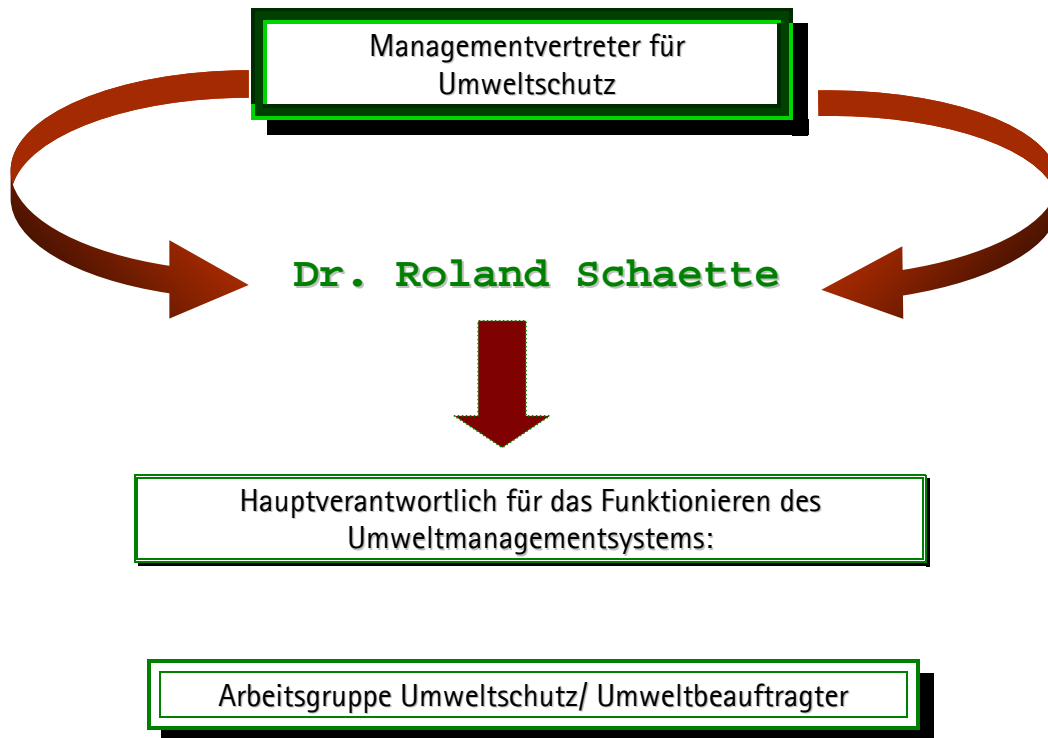 Managementvertreter für
Umweltschutz
Dr. Roland Schaette
Hauptverantwortlich für das Funktionieren des
Umweltmanagementsystems:
Arbeitsgruppe Umweltschutz/ Umweltbeauftragter